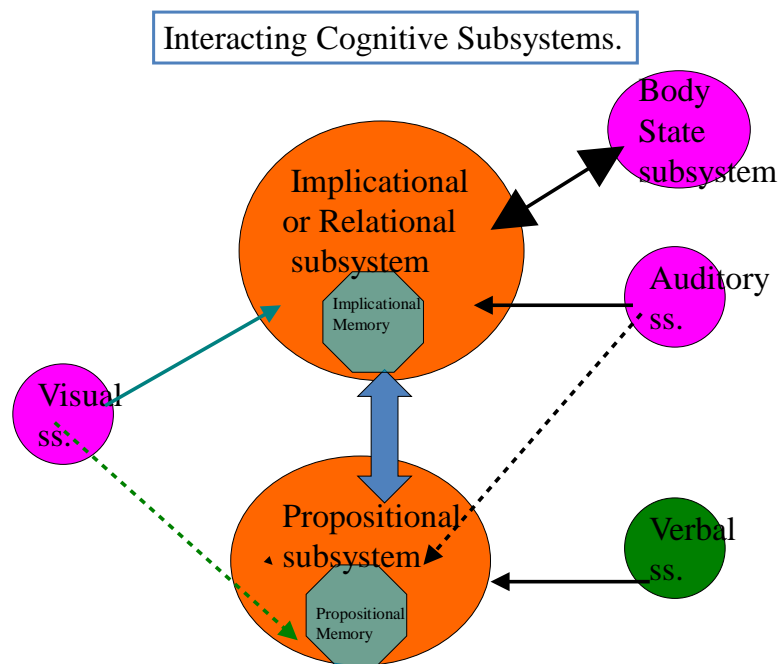 Interacting Cognitive Subsystems.
Body
State
subsystem
Implicational
or Relational
subsystem
Implicational
Memory
Auditory
ss.
Visual
ss.
Propositional
subsystem
Propositional
Memory
Verbal
ss.